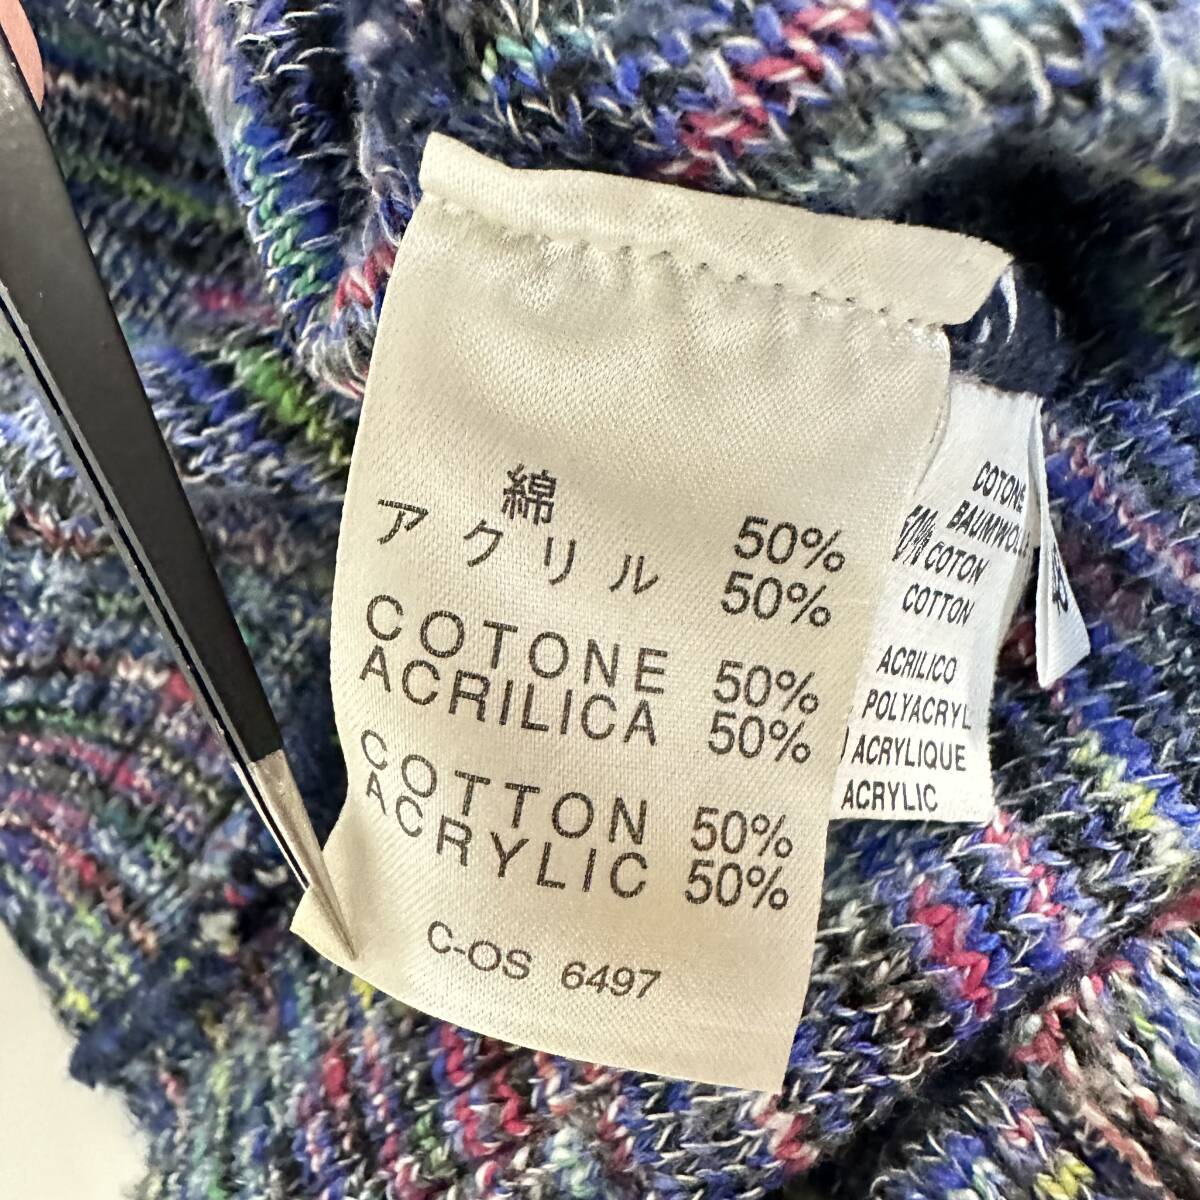 綿 50%
アクリル 50%
COTONE 50%
ACRILICA 50%
COTTON 50%
ACRYLIC 50%
C-OS 6497
COTONE
BAUMWOLLE
50% COTON
COTTON
ACRILICO
POLYACRYL
ACRYLIQUE
ACRYLIC